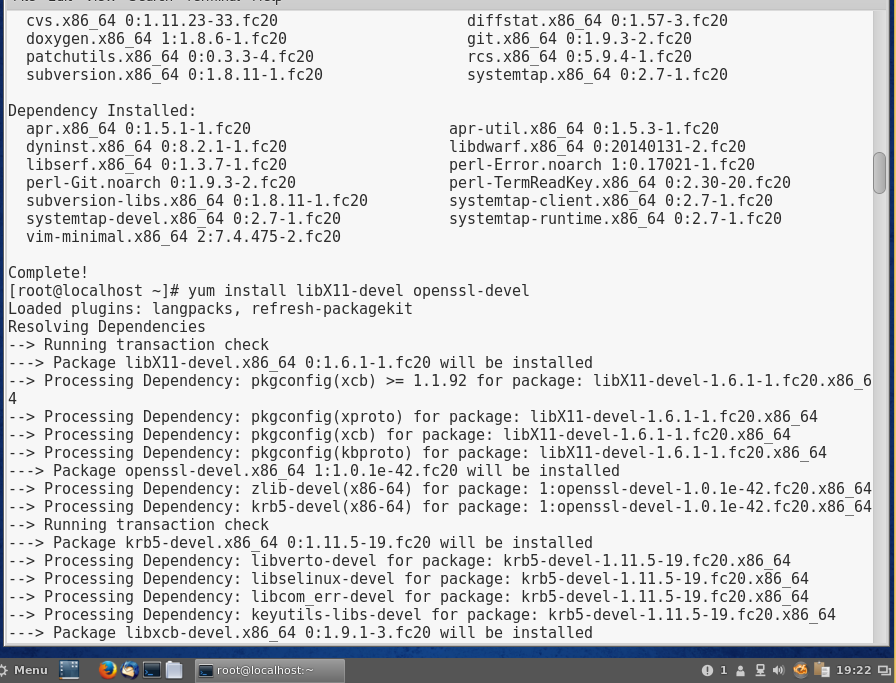 cvs.x86_64 0:1.11.23-33.fc20 diffstat.x86_64 0:1.57-3.fc20
doxygen.x86_64 1:1.8.6-1.fc20 git.x86_64 0:1.9.3-2.fc20
patchutils.x86_64 0:0.3.3-4.fc20 rcs.x86_64 0:5.9.4-1.fc20
subversion.x86_64 0:1.8.11-1.fc20 systemtap.x86_64 0:2.7-1.fc20
Dependency Installed:
apr.x86_64 0:1.5.1-1.fc20 apr-util.x86_64 0:1.5.3-1.fc20
dyninst.x86_64 0:8.2.1-1.fc20 libdwarf.x86_64 0:20140131-2.fc20
libserf.x86_64 0:1.3.7-1.fc20 perl-Error.noarch 1:0.17021-1.fc20
perl-Git.noarch 0:1.9.3-2.fc20 perl-TermReadKey.x86_64 0:2.30-20.fc20
subversion-libs.x86_64 0:1.8.11-1.fc20 systemtap-client.x86_64 0:2.7-1.fc20
systemtap-devel.x86_64 0:2.7-1.fc20 systemtap-runtime.x86_64 0:2.7-1.fc20
vim-minimal.x86_64 2:7.4.475-2.fc20
Complete!
[root@localhost ~]# yum install libX11-devel openssl-devel
Loaded plugins: langpacks, refresh-packagekit
Resolving Dependencies
--> Running transaction check
---> Package libX11-devel.x86_64 0:1.6.1-1.fc20 will be installed
--> Processing Dependency: pkgconfig(xcb) >= 1.1.92 for package: libX11-devel-1.6.1-1.fc20.x86_6
4
--> Processing Dependency: pkgconfig(xproto) for package: libX11-devel-1.6.1-1.fc20.x86_64
--> Processing Dependency: pkgconfig(xcb) for package: libX11-devel-1.6.1-1.fc20.x86_64
--> Processing Dependency: pkgconfig(kbproto) for package: libX11-devel-1.6.1-1.fc20.x86_64
---> Package openssl-devel.x86_64 1:1.0.1e-42.fc20 will be installed
--> Processing Dependency: zlib-devel(x86-64) for package: 1:openssl-devel-1.0.1e-42.fc20.x86_64
--> Processing Dependency: krb5-devel(x86-64) for package: 1:openssl-devel-1.0.1e-42.fc20.x86_64
--> Running transaction check
---> Package krb5-devel.x86_64 0:1.11.5-19.fc20 will be installed
--> Processing Dependency: libverto-devel for package: krb5-devel-1.11.5-19.fc20.x86_64
--> Processing Dependency: libselinux-devel for package: krb5-devel-1.11.5-19.fc20.x86_64
--> Processing Dependency: libcom_err-devel for package: krb5-devel-1.11.5-19.fc20.x86_64
--> Processing Dependency: keyutils-libs-devel for package: krb5-devel-1.11.5-19.fc20.x86_64
---> Package libxcb-devel.x86_64 0:1.9.1-3.fc20 will be installed
Menu root@localhost:~ 1 19:22